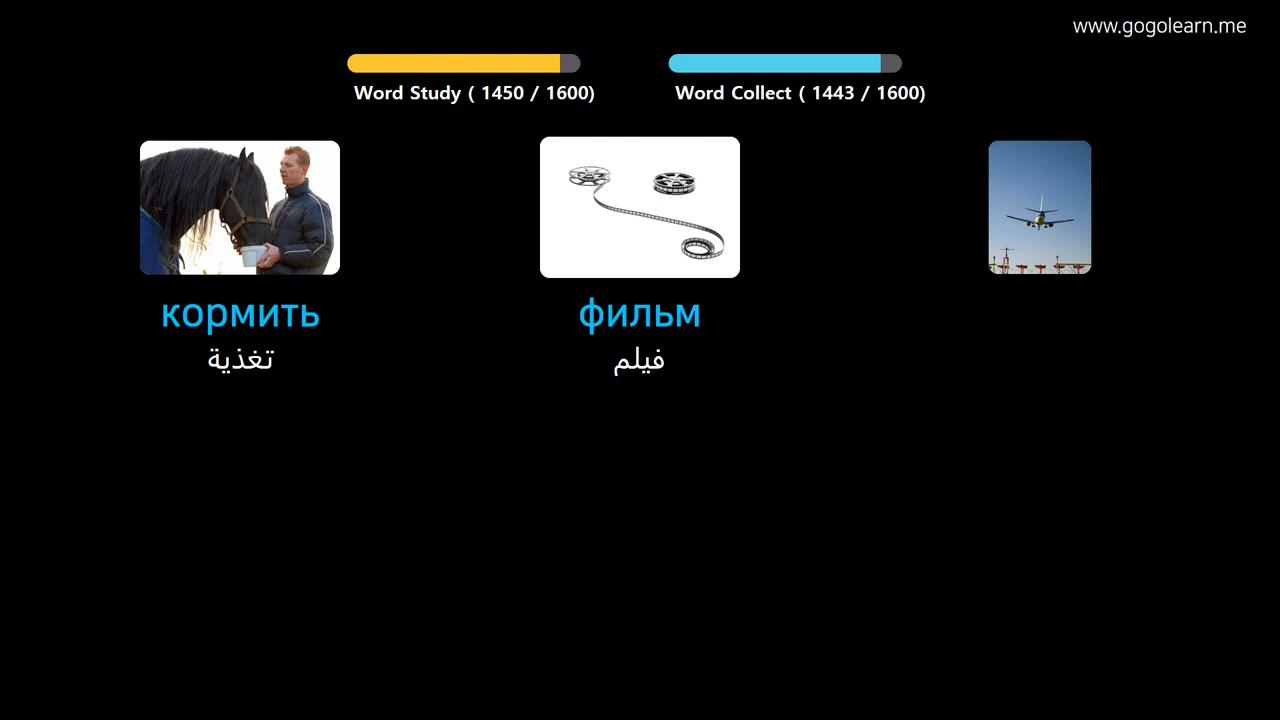 www.gogolearn.me
Word Study ( 1450 / 1600)
Word Collect ( 1443 / 1600)
кормить
تغذية
фильм
فيلم